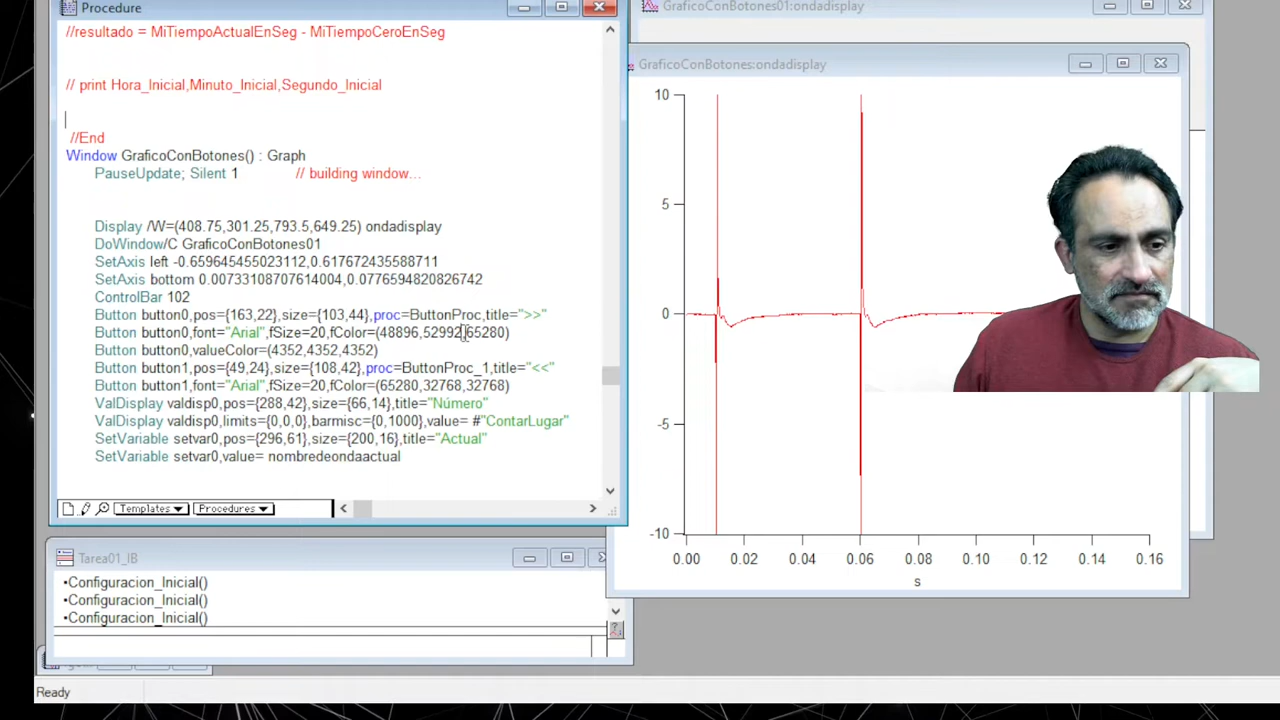 Procedure
//resultado = MiTiempoActualEnSeg - MiTiempoCeroEnSeg
// print Hora_Inicial,Minuto_Inicial,Segundo_Inicial
//End
Window GraficoConBotones() : Graph
PauseUpdate; Silent 1 // building window...
Display /W=(408.75,301.25,793.5,649.25) ondadisplay
DoWindow/C GraficoConBotones01
SetAxis left -0.659645455023112,0.617672435588711
SetAxis bottom 0.00733108707614004,0.0776594820826742
ControlBar 102
Button button0,pos={163,22},size={103,44},proc=ButtonProc,title=">>"
Button button0,font="Arial",fSize=20,fColor=(48896,52992,65280)
Button button0,valueColor=(4352,4352,4352)
Button button1,pos={49,24},size={108,42},proc=ButtonProc_1,title="<<"
Button button1,font="Arial",fSize=20,fColor=(65280,32768,32768)
ValDisplay valdisp0,pos={288,42},size={66,14},title="Número"
ValDisplay valdisp0,limits={0,0,0},barmisc={0,1000},value= #"ContarLugar"
SetVariable setvar0,pos={296,61},size={200,16},title="Actual"
SetVariable setvar0,value= nombredeondaactual
Templates
Procedures
Tarea01_IB
•Configuracion_Inicial()
•Configuracion_Inicial()
•Configuracion_Inicial()
Ready
GraficoConBotones01:ondadisplay
GraficoConBotones:ondadisplay
10
5
0
-5
-10
0.00 0.02 0.04 0.06 0.08 0.10 0.12 0.14 0.16
s